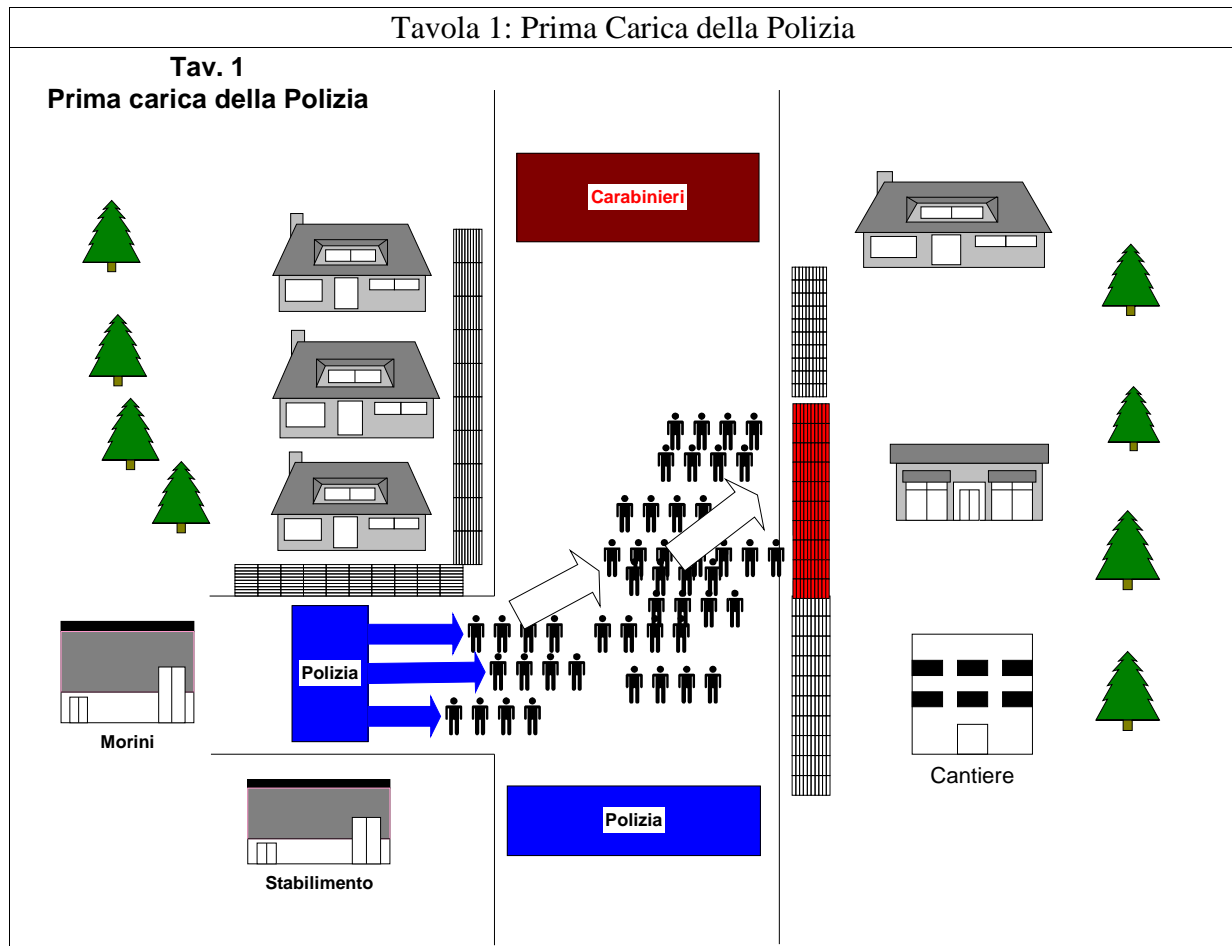 Tavola 1: Prima Carica della Polizia
Tav. 1
Prima carica della Polizia
Carabinieri
Polizia
Morini
Cantiere
Polizia
Stabilimento